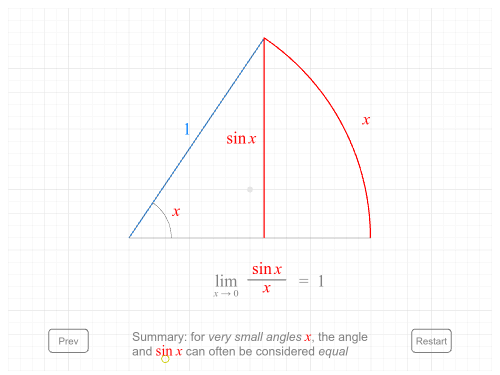 1
sin x
x
x
lim x → 0 sin x / x = 1
Prev
Summary: for very small angles x, the angle
and sin x can often be considered equal
Restart